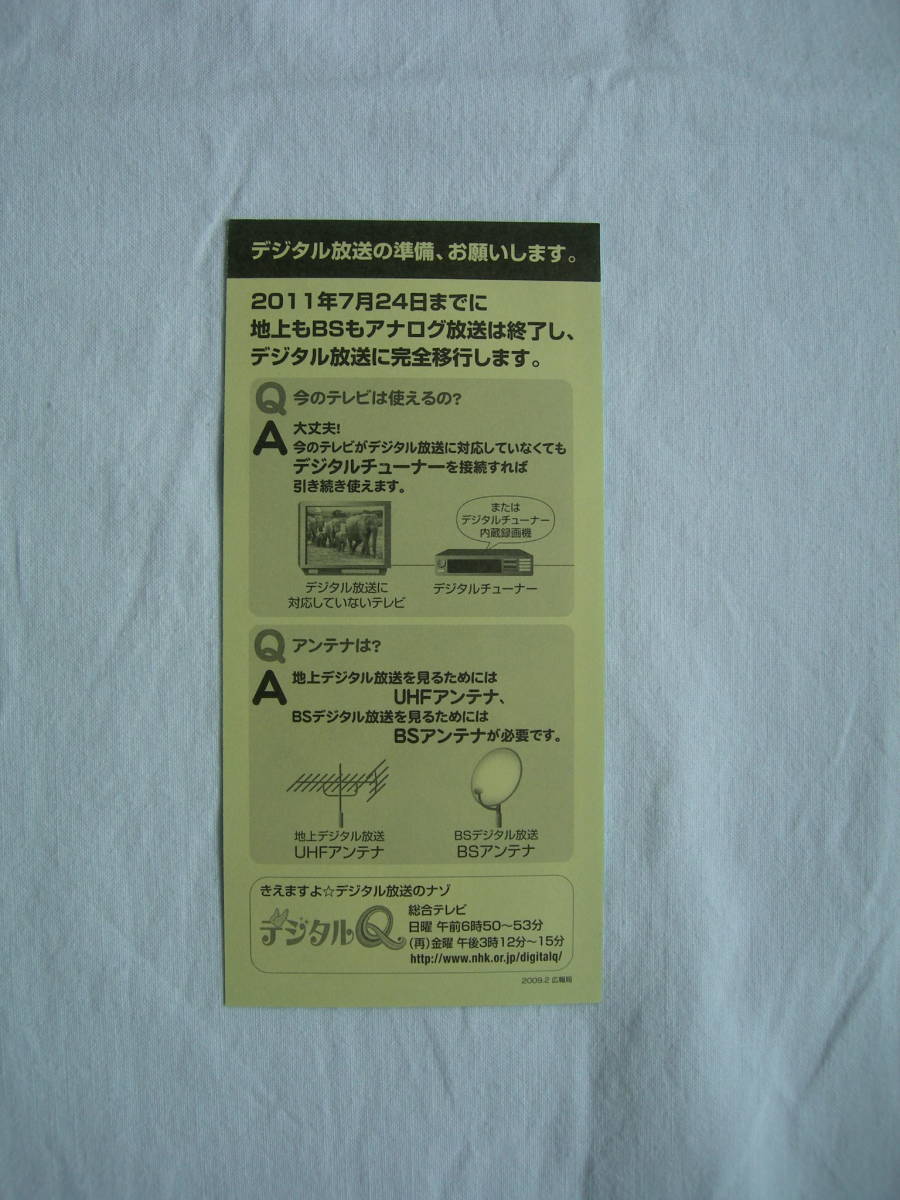 デジタル放送の準備、お願いします。
2011年7月24日までに
地上もBSもアナログ放送は終了し、
デジタル放送に完全移行します。
Q 今のテレビは使えるの?
A 大丈夫!
今のテレビがデジタル放送に対応していなくても
デジタルチューナーを接続すれば
引き続き使えます。
または
デジタルチューナー
内蔵録画機
デジタル放送に
対応していないテレビ
デジタルチューナー
Q アンテナは?
A 地上デジタル放送を見るためには
UHFアンテナ、
BSデジタル放送を見るためには
BSアンテナが必要です。
地上デジタル放送
UHFアンテナ
BSデジタル放送
BSアンテナ
きえますよ☆デジタル放送のナゾ
デジタルQ
総合テレビ
日曜 午前6時50~53分
(再)金曜 午後3時12分~15分
http://www.nhk.or.jp/digitalq/
2009.2 広報局